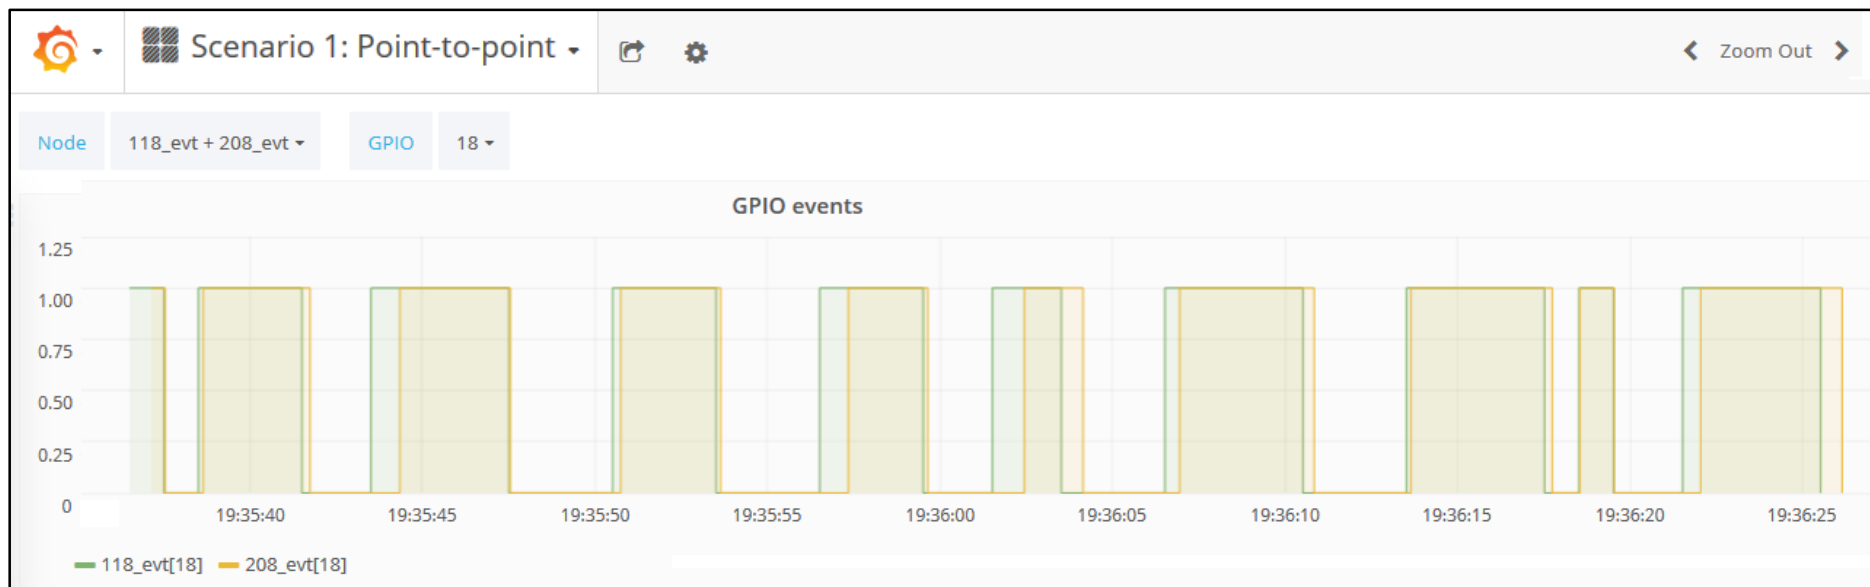 Scenario 1: Point-to-point
Zoom Out
Node 118_evt + 208_evt GPIO 18
GPIO events
1.25
1.00
0.75
0.50
0.25
0
19:35:40 19:35:45 19:35:50 19:35:55 19:36:00 19:36:05 19:36:10 19:36:15 19:36:20 19:36:25
118_evt[18] 208_evt[18]